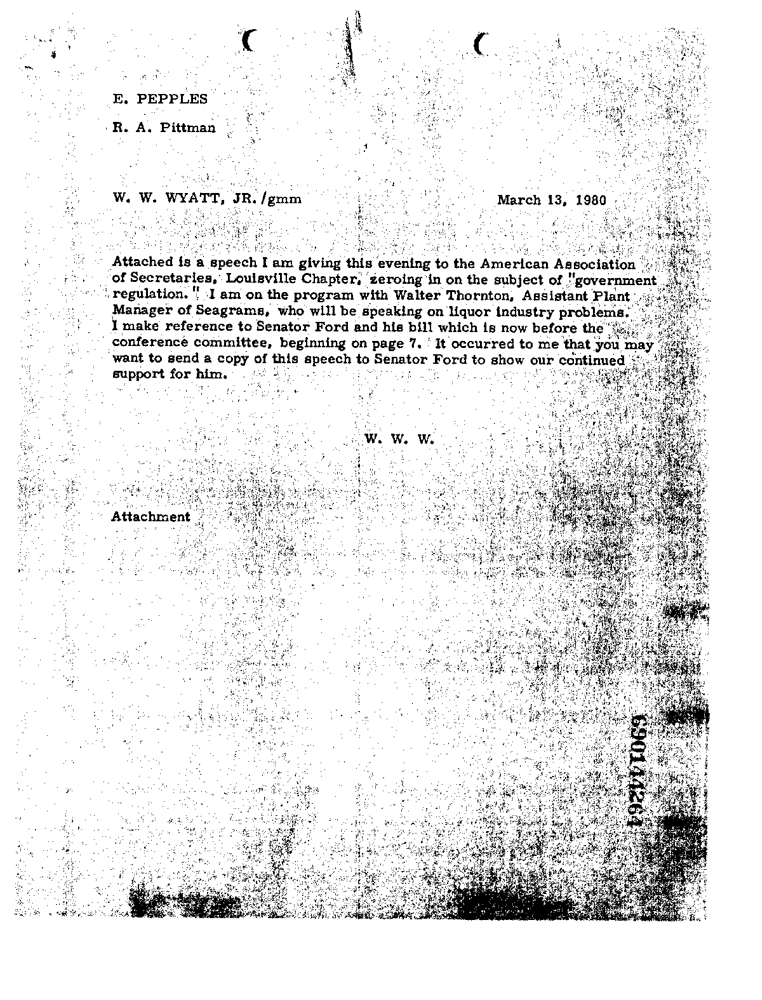 E. PEPPLES
R. A. Pittman
W. W. WYATT, JR./gmm March 13, 1980
Attached is a speech I am giving this evening to the American Association
of Secretaries, Louisville Chapter, zeroing in on the subject of "government
regulation." I am on the program with Walter Thornton, Assistant Plant
Manager of Seagrams, who will be speaking on liquor industry problems.
I make reference to Senator Ford and his bill which is now before the
conference committee, beginning on page 7. It occurred to me that you may
want to send a copy of this speech to Senator Ford to show our continued
support for him.
W. W. W.
Attachment
690144264